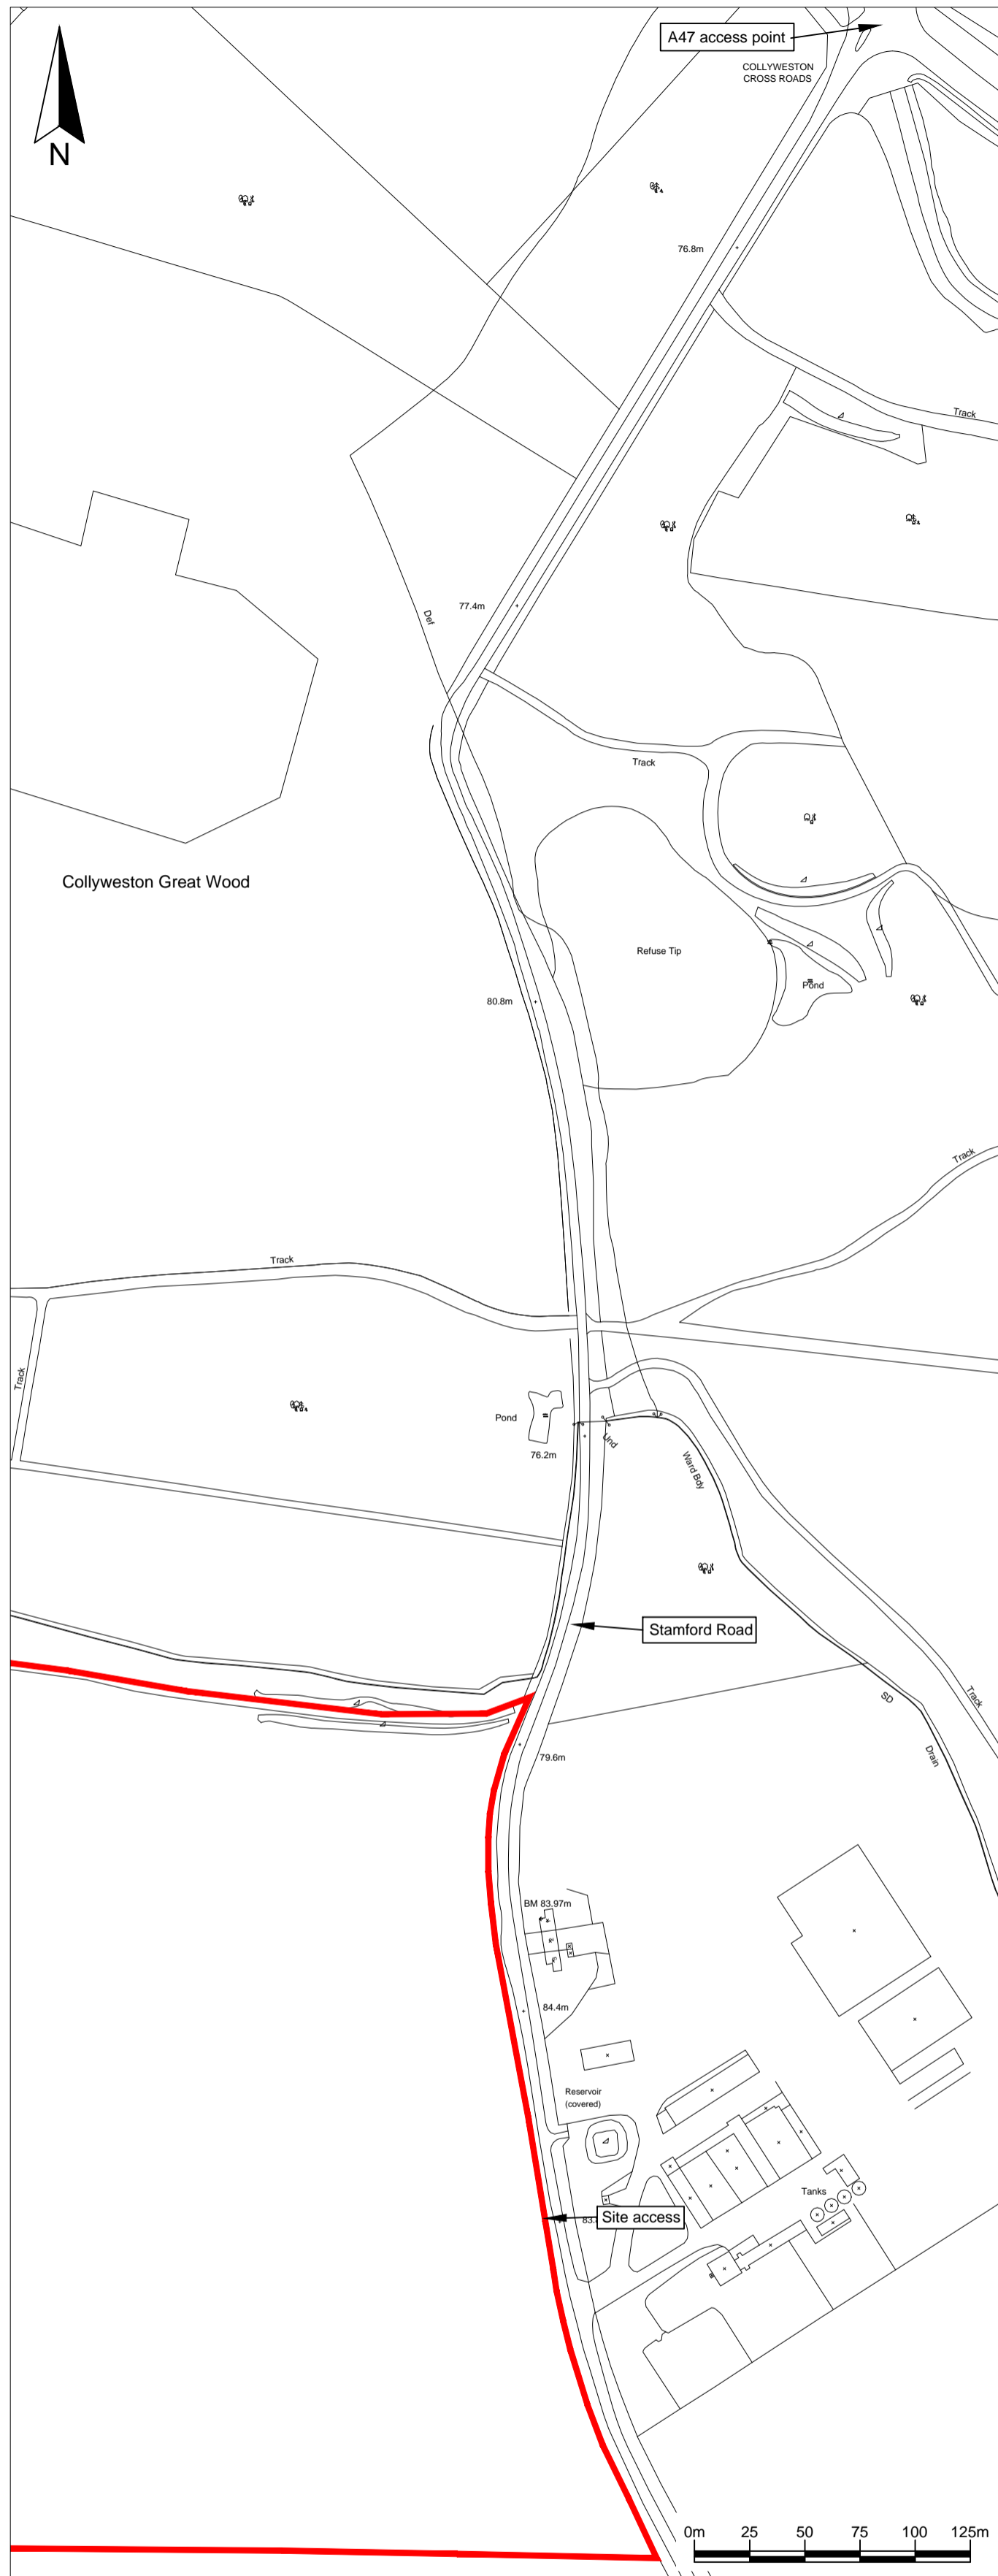 A47 access point
COLLYWESTON
CROSS ROADS
N
76.8m
Track
77.4m
Def
Track
Collyweston Great Wood
Refuse Tip
Pond
80.8m
Track
Track
Track
Pond
Und
76.2m
Ward Bdy
Stamford Road
SD
Track
79.6m
Drain
BM 83.97m
84.4m
Reservoir
(covered)
Tanks
Site access
0m 25 50 75 100 125m